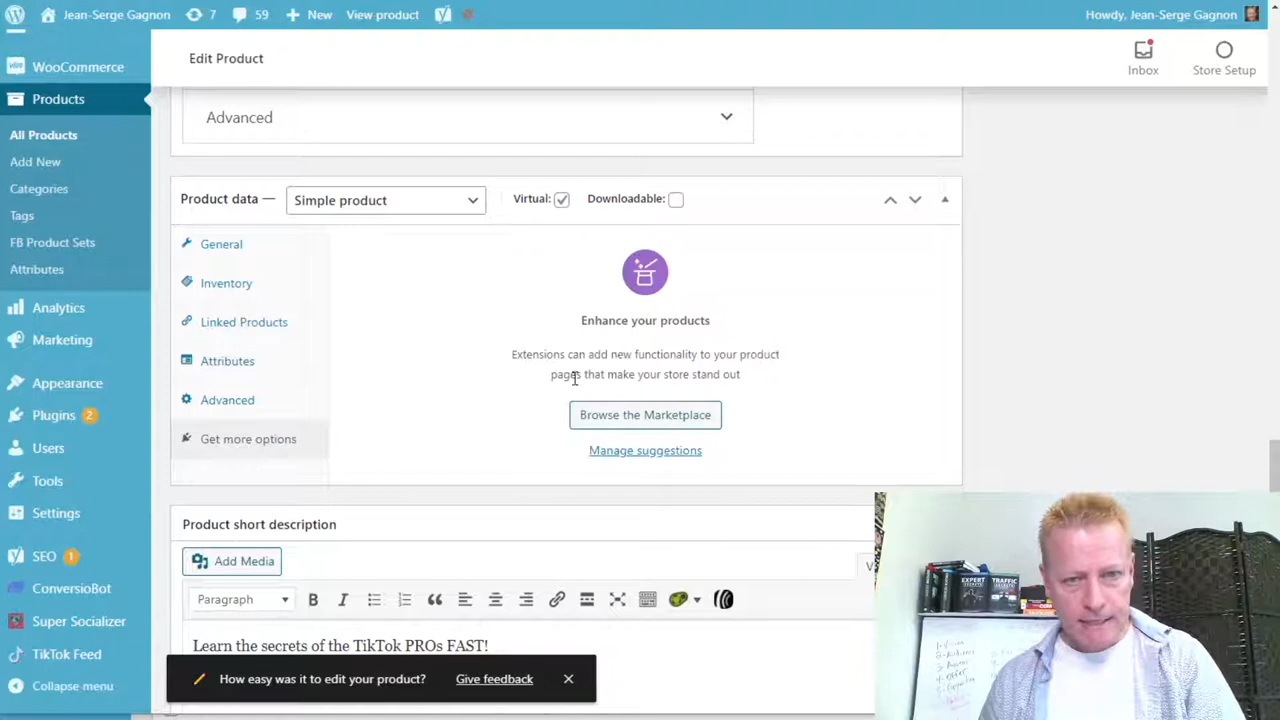 Jean-Serge Gagnon 7 59 New View product Howdy, Jean-Serge Gagnon
WooCommerce
Products
All Products
Add New
Categories
Tags
FB Product Sets
Attributes
Analytics
Marketing
Appearance
Plugins 2
Users
Tools
Settings
SEO 1
ConversioBot
Super Socializer
TikTok Feed
Collapse menu
Edit Product
Inbox
Store Setup
Advanced
Product data — Simple product Virtual: Downloadable:
General
Inventory
Linked Products
Attributes
Advanced
Get more options
Enhance your products
Extensions can add new functionality to your product
pages that make your store stand out
Browse the Marketplace
Manage suggestions
Product short description
Add Media
Paragraph
Learn the secrets of the TikTok PROs FAST!
How easy was it to edit your product? Give feedback
EXPERT
SECRETS
TRAFFIC
SECRETS